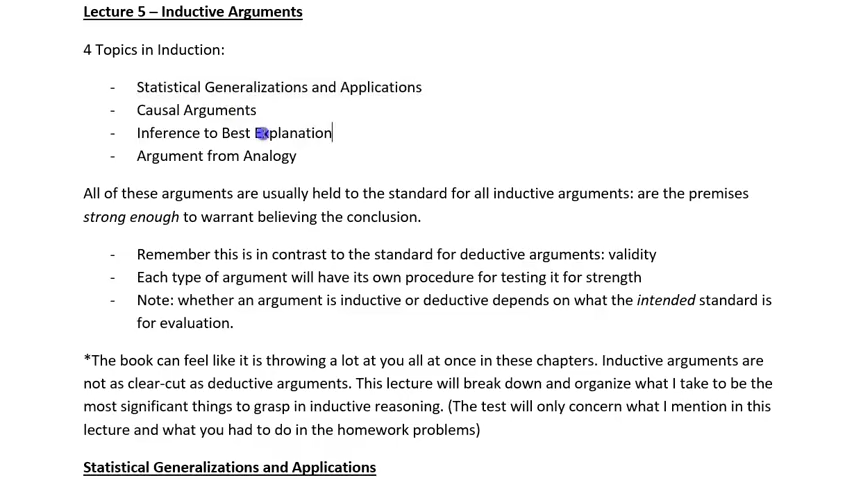 Lecture 5 – Inductive Arguments
4 Topics in Induction:
- Statistical Generalizations and Applications
- Causal Arguments
- Inference to Best Explanation
- Argument from Analogy
All of these arguments are usually held to the standard for all inductive arguments: are the premises
strong enough to warrant believing the conclusion.
- Remember this is in contrast to the standard for deductive arguments: validity
- Each type of argument will have its own procedure for testing it for strength
- Note: whether an argument is inductive or deductive depends on what the intended standard is
for evaluation.
*The book can feel like it is throwing a lot at you all at once in these chapters. Inductive arguments are
not as clear-cut as deductive arguments. This lecture will break down and organize what I take to be the
most significant things to grasp in inductive reasoning. (The test will only concern what I mention in this
lecture and what you had to do in the homework problems)
Statistical Generalizations and Applications